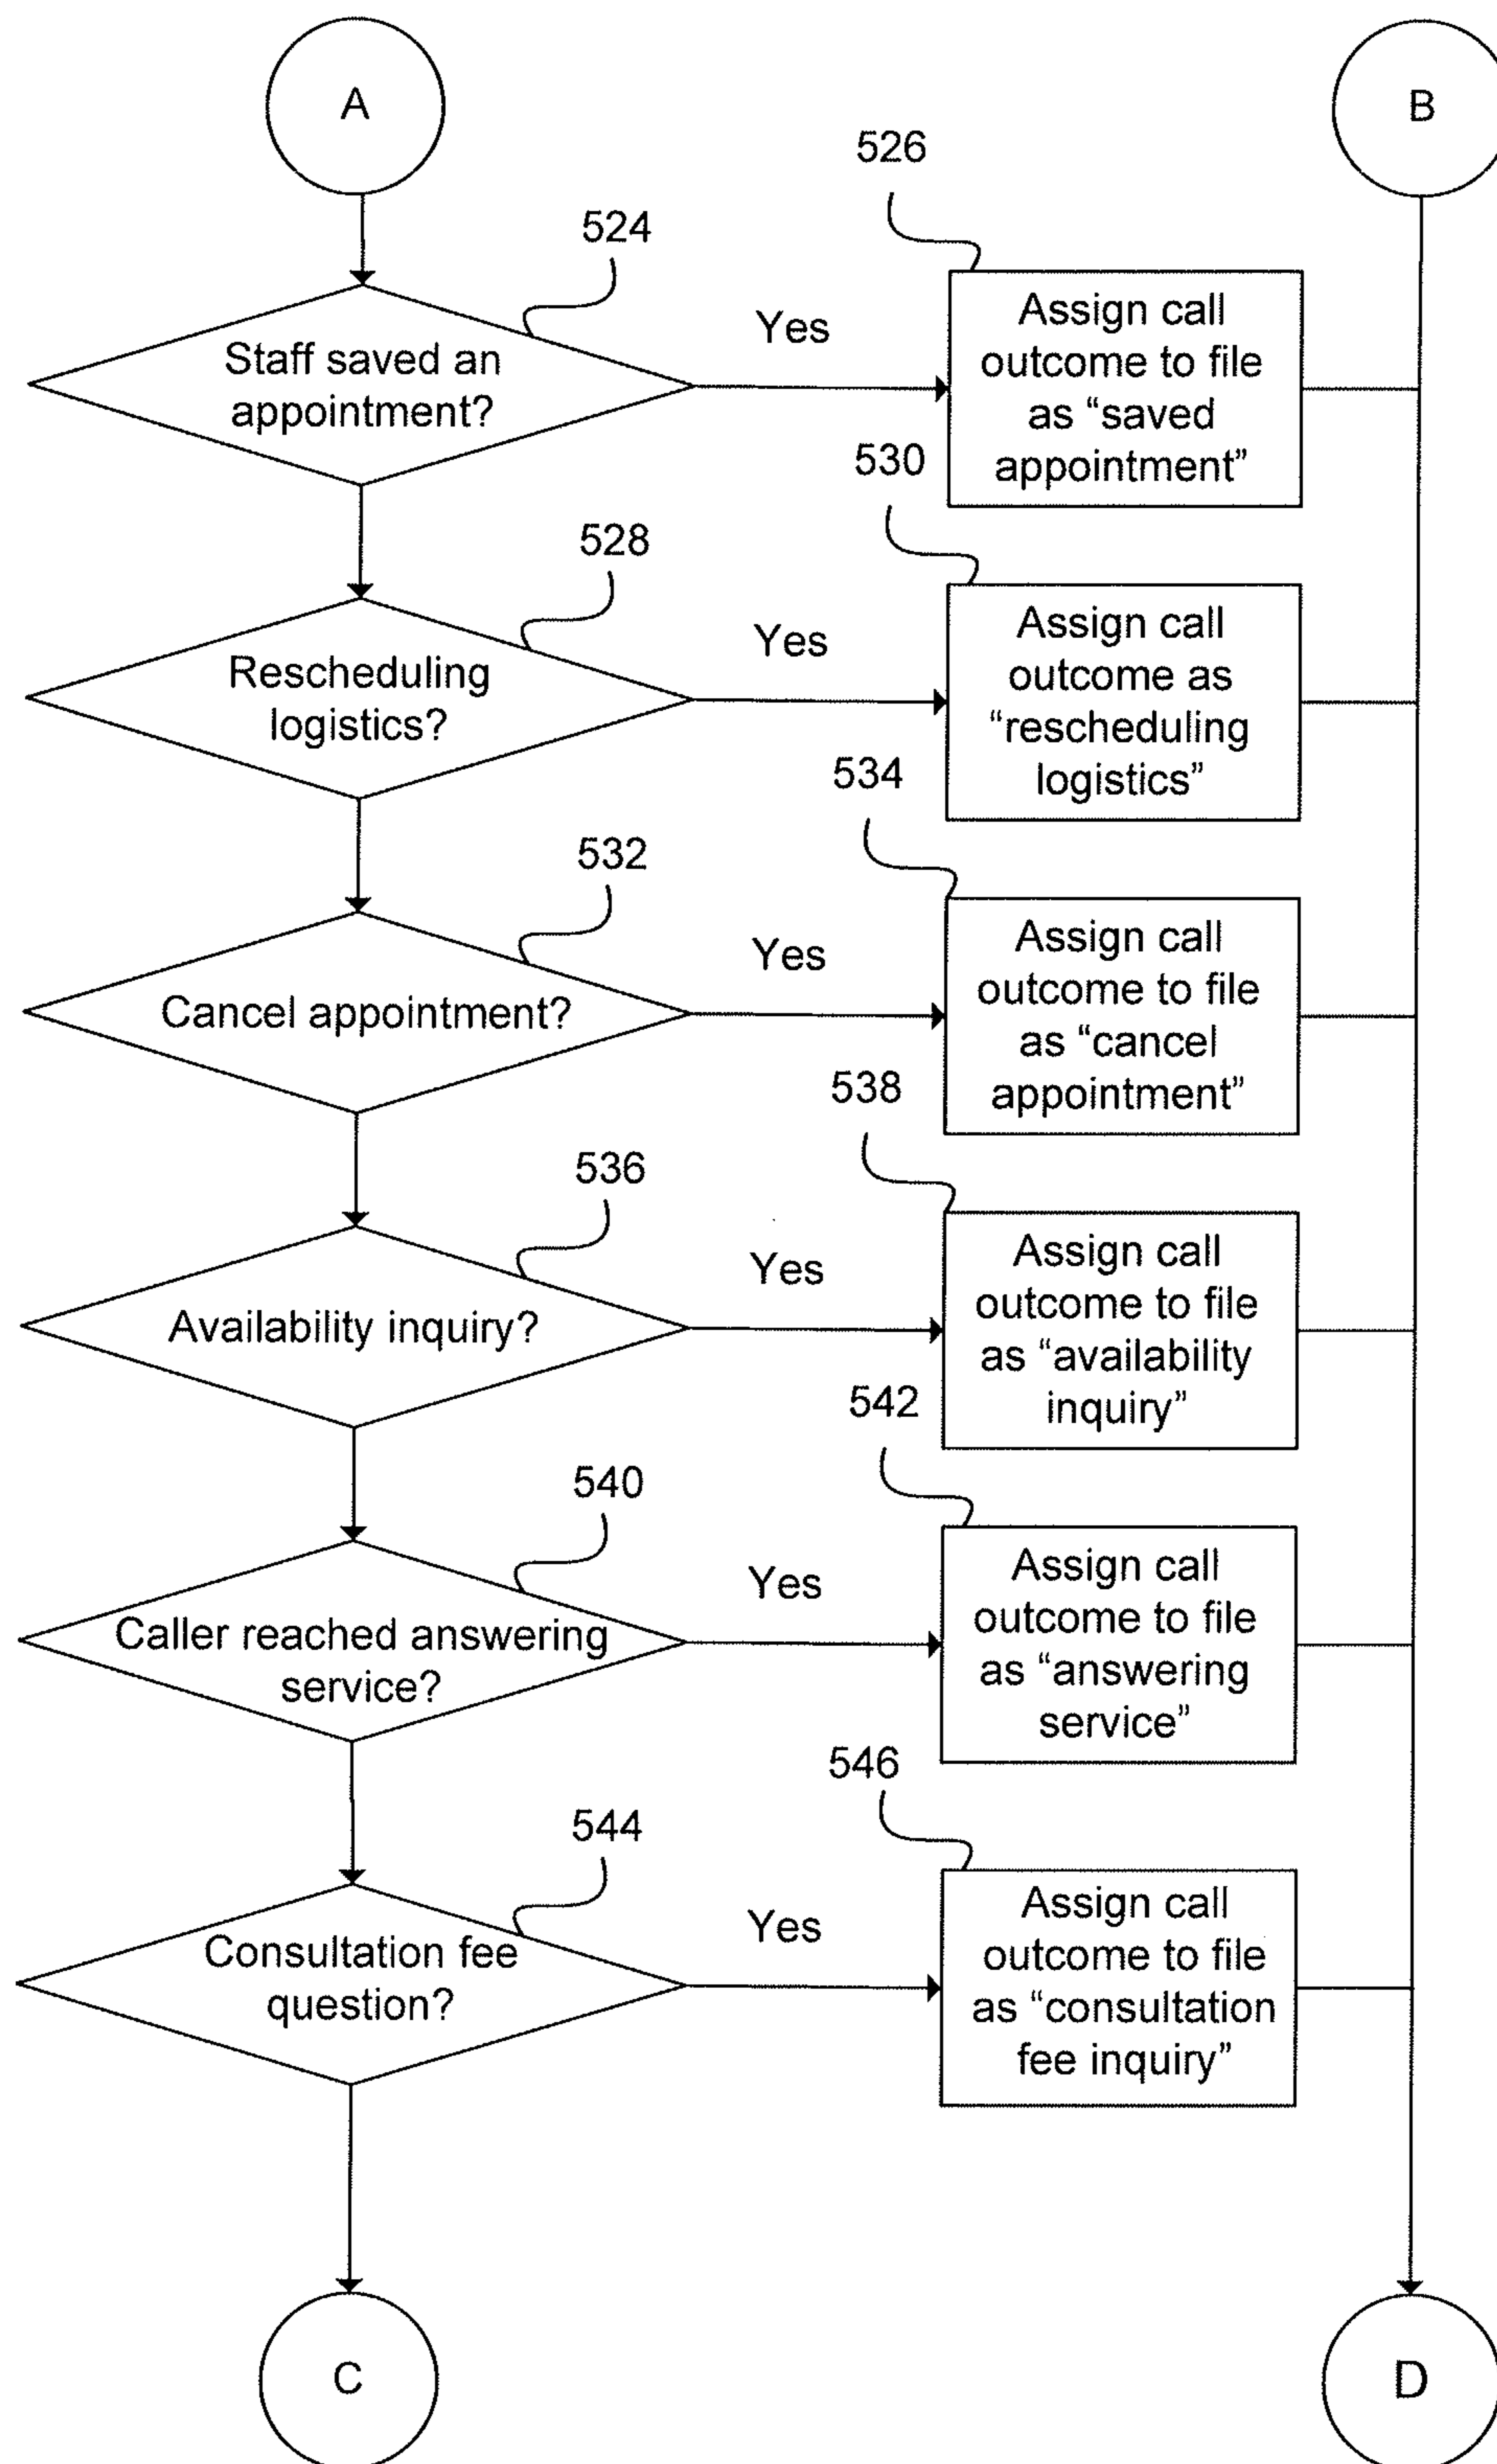 A
B
526
524
Yes
Assign call
outcome to file
as “saved
appointment”
Staff saved an
appointment?
530
528
Yes
Assign call
outcome as
“rescheduling
logistics”
Rescheduling
logistics?
534
532
Yes
Assign call
outcome to file
as “cancel
appointment”
Cancel appointment?
538
536
Yes
Assign call
outcome to file
as “availability
inquiry”
Availability inquiry?
542
540
Yes
Assign call
outcome to file
as “answering
service”
Caller reached answering
service?
546
544
Yes
Assign call
outcome to file
as “consultation
fee inquiry”
Consultation fee
question?
C
D